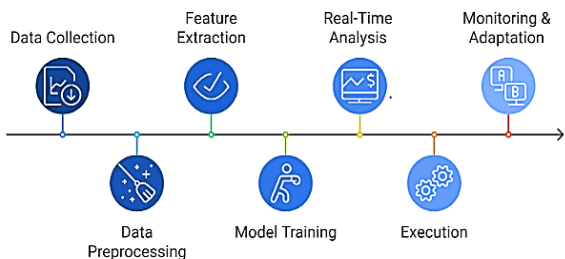 Data Collection
Feature
Extraction
Real-Time
Analysis
$
Monitoring &
Adaptation
A
B
Data
Preprocessing
Model Training
Execution